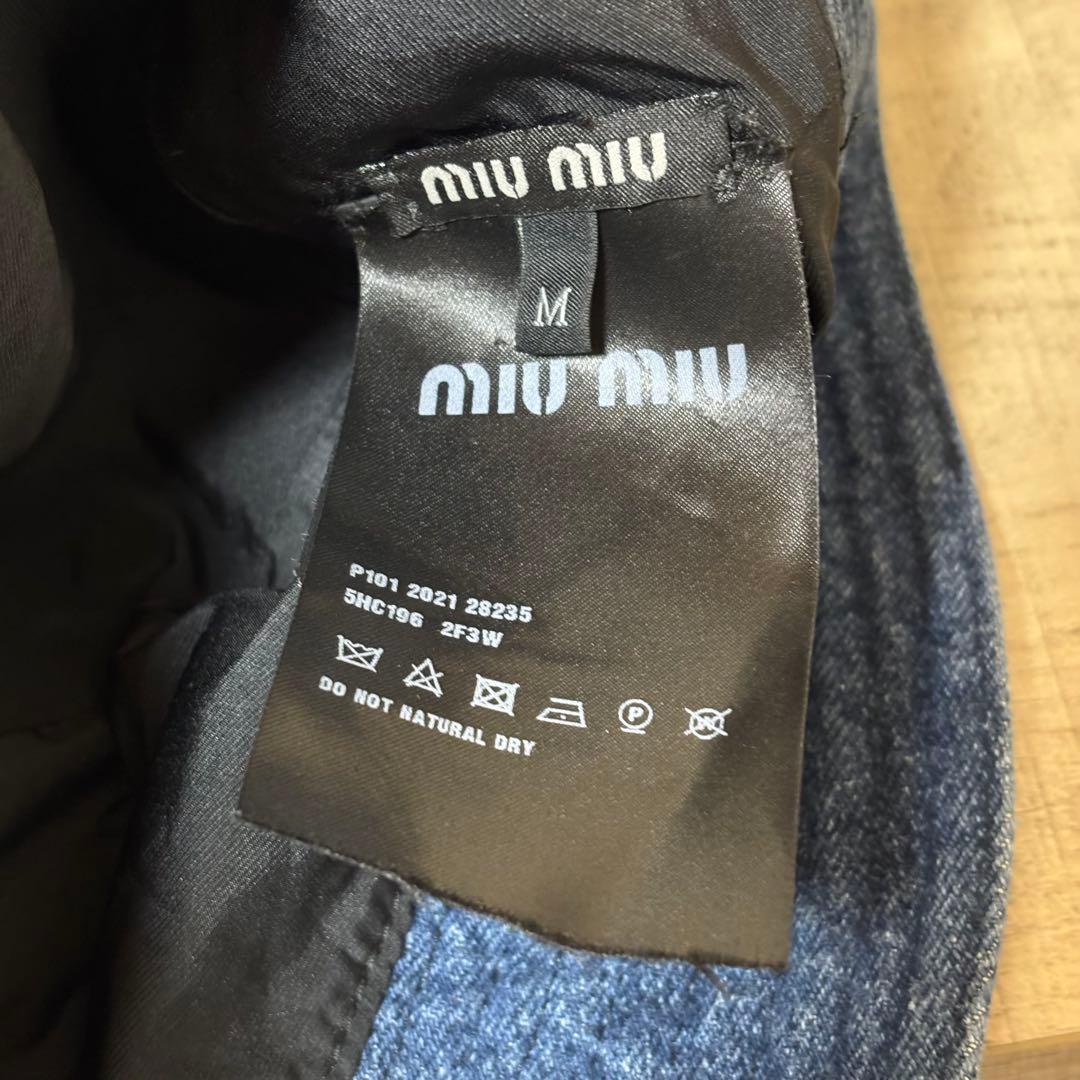 miu miu
M
miu miu
P101 2021 28235
5HC196 2F3W
P
DO NOT NATURAL DRY